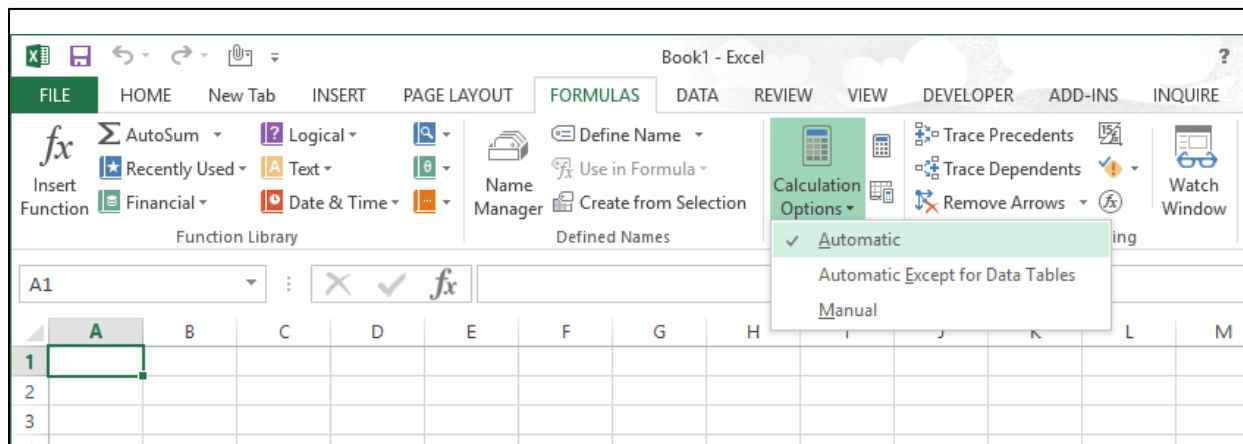 Book1 - Excel ?
FILE HOME New Tab INSERT PAGE LAYOUT FORMULAS DATA REVIEW VIEW DEVELOPER ADD-INS INQUIRE
fx Insert Function
AutoSum
Recently Used
Financial
Logical
Text
Date & Time
Function Library
Name Manager
Define Name
Use in Formula
Create from Selection
Defined Names
Calculation Options
Trace Precedents
Trace Dependents
Remove Arrows
ing
Watch Window
Automatic
Automatic Except for Data Tables
Manual
A1 fx
A B C D E F G H I J K L M
1
2
3